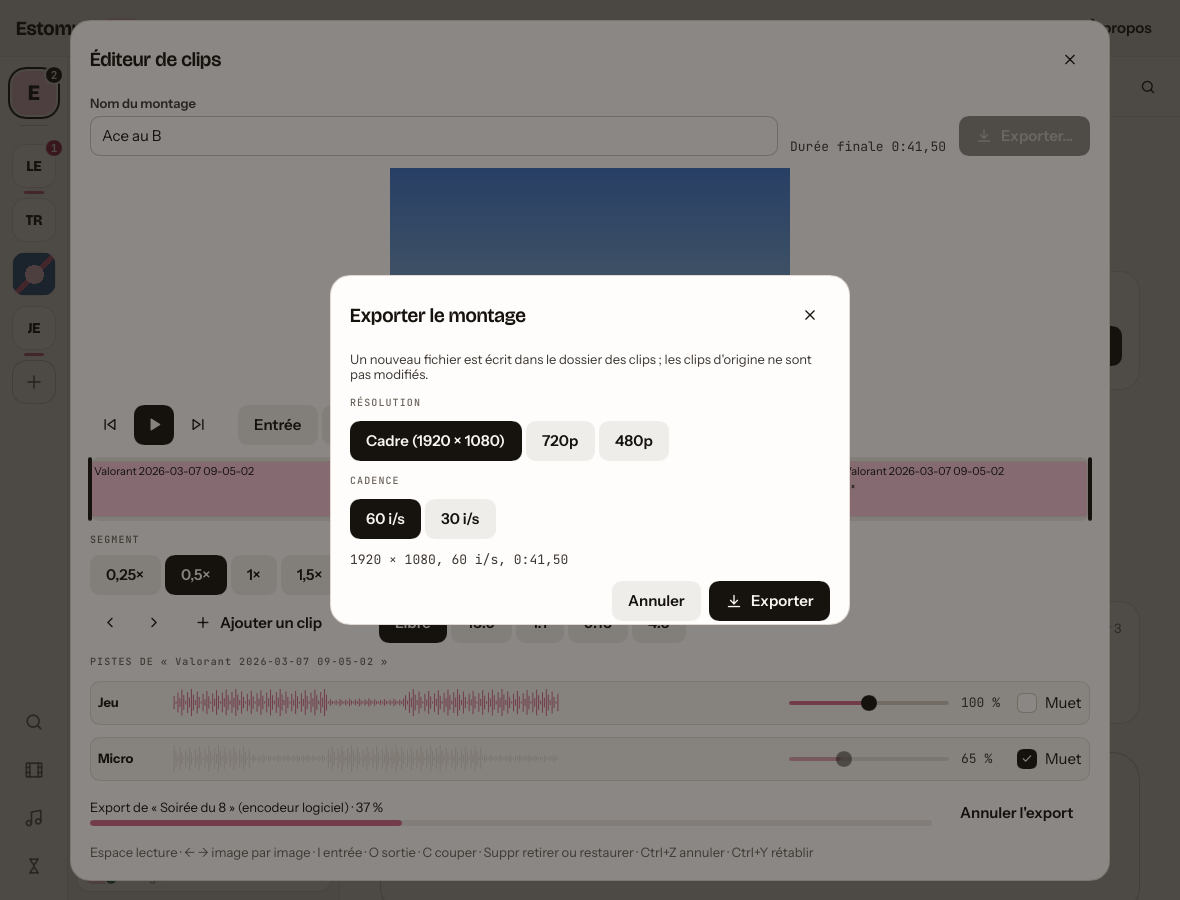 propos
Éditeur de clips
E
2
Nom du montage
Ace au B
Durée finale 0:41,50
Exporter…
LE
1
TR
JE
Exporter le montage
Un nouveau fichier est écrit dans le dossier des clips ; les clips d'origine ne sont
pas modifiés.
RÉSOLUTION
Cadre (1920 × 1080)
720p
480p
CADENCE
60 i/s
30 i/s
1920 × 1080, 60 i/s, 0:41,50
Annuler
Exporter
Entrée
Valorant 2026-03-07 09-05-02
Valorant 2026-03-07 09-05-02
SEGMENT
0,25×
0,5×
1×
1,5×
Ajouter un clip
3
PISTES DE « Valorant 2026-03-07 09-05-02 »
Jeu
100 %
Muet
Micro
65 %
Muet
Export de « Soirée du 8 » (encodeur logiciel) · 37 %
Annuler l'export
Espace lecture · ← → image par image · I entrée · O sortie · C couper · Suppr retirer ou restaurer · Ctrl+Z annuler · Ctrl+Y rétablir